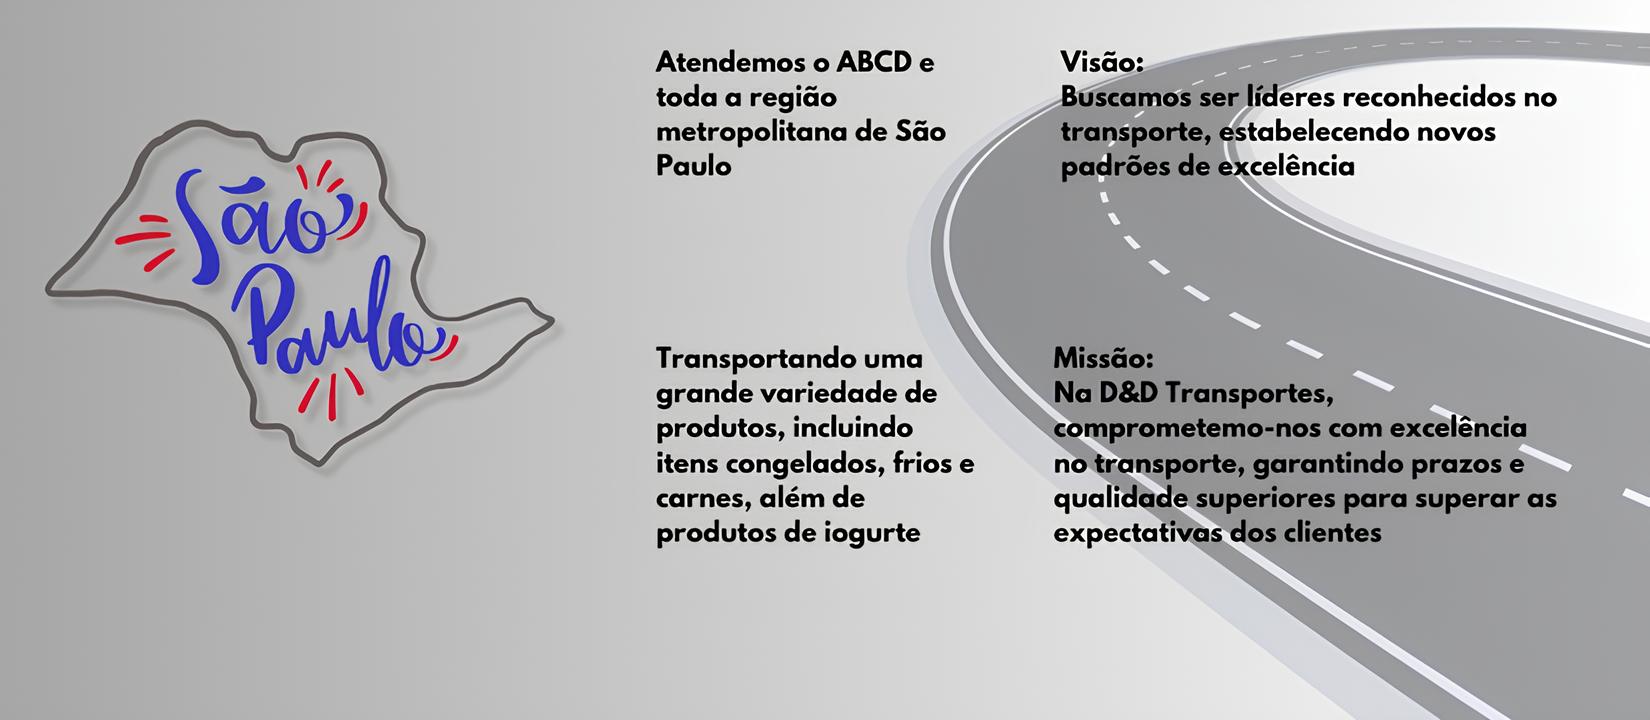 São
Paulo
Atendemos o ABCD e
toda a região
metropolitana de São
Paulo
Visão:
Buscamos ser líderes reconhecidos no
transporte, estabelecendo novos
padrões de excelência
Transportando uma
grande variedade de
produtos, incluindo
itens congelados, frios e
carnes, além de
produtos de iogurte
Missão:
Na D&D Transportes,
comprometemo-nos com excelência
no transporte, garantindo prazos e
qualidade superiores para superar as
expectativas dos clientes